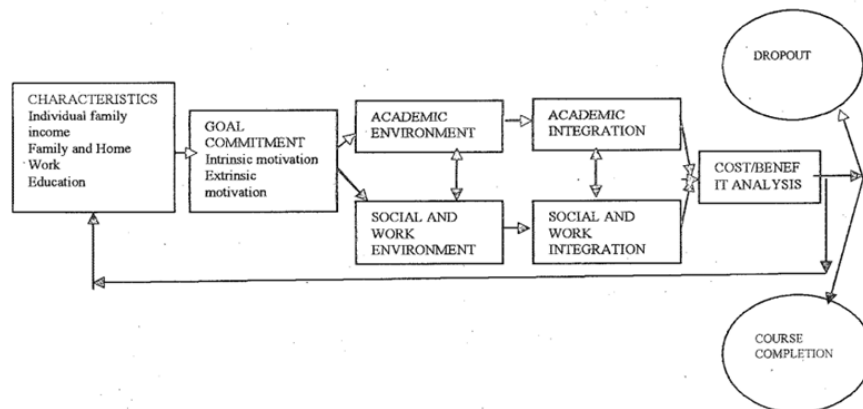 DROPOUT
CHARACTERISTICS
Individual family
income
Family and Home
Work
Education
GOAL
COMMITMENT
Intrinsic motivation
Extrinsic
motivation
ACADEMIC
ENVIRONMENT
ACADEMIC
INTEGRATION
SOCIAL AND
WORK
ENVIRONMENT
SOCIAL AND
WORK
INTEGRATION
COST/BENEF
IT ANALYSIS
COURSE
COMPLETION